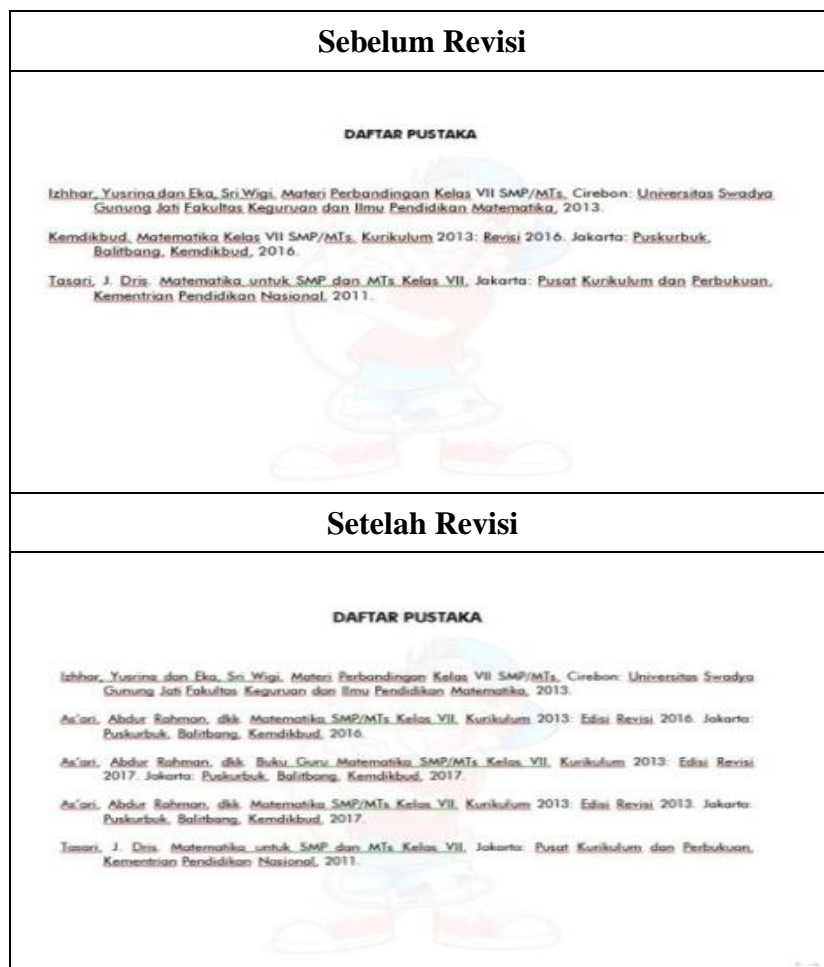 Sebelum Revisi
DAFTAR PUSTAKA
Izhhar, Yusrina dan Eka, Sri Wigi. Materi Perbandingan Kelas VII SMP/MTs, Cirebon: Universitas Swadya
Gunung Jati Fakultas Keguruan dan Ilmu Pendidikan Matematika, 2013.
Kemdikbud, Matematika Kelas VII SMP/MTs, Kurikulum 2013: Revisi 2016. Jakarta: Puskurbuk,
Balitbang, Kemdikbud, 2016.
Tasari, J. Dris. Matematika untuk SMP dan MTs Kelas VII, Jakarta: Pusat Kurikulum dan Perbukuan,
Kementrian Pendidikan Nasional, 2011.
Setelah Revisi
DAFTAR PUSTAKA
Izhhar, Yusrina dan Eka, Sri Wigi, Materi Perbandingan Kelas VII SMP/MTs, Cirebon: Universitas Swadya
Gunung Jati Fakultas Keguruan dan Ilmu Pendidikan Matematika, 2013.
As'ari, Abdur Rahman, dkk. Matematika SMP/MTs Kelas VII, Kurikulum 2013: Edisi Revisi 2016. Jakarta:
Puskurbuk, Balitbang, Kemdikbud, 2016.
As'ari, Abdur Rahman, dkk. Buku Guru Matematika SMP/MTs Kelas VII, Kurikulum 2013: Edisi Revisi
2017. Jakarta: Puskurbuk, Balitbang, Kemdikbud, 2017.
As'ari, Abdur Rahman, dkk. Matematika SMP/MTs Kelas VII, Kurikulum 2013: Edisi Revisi 2013. Jakarta:
Puskurbuk, Balitbang, Kemdikbud, 2017.
Tasari, J. Dris. Matematika untuk SMP dan MTs Kelas VII, Jakarta: Pusat Kurikulum dan Perbukuan,
Kementrian Pendidikan Nasional, 2011.